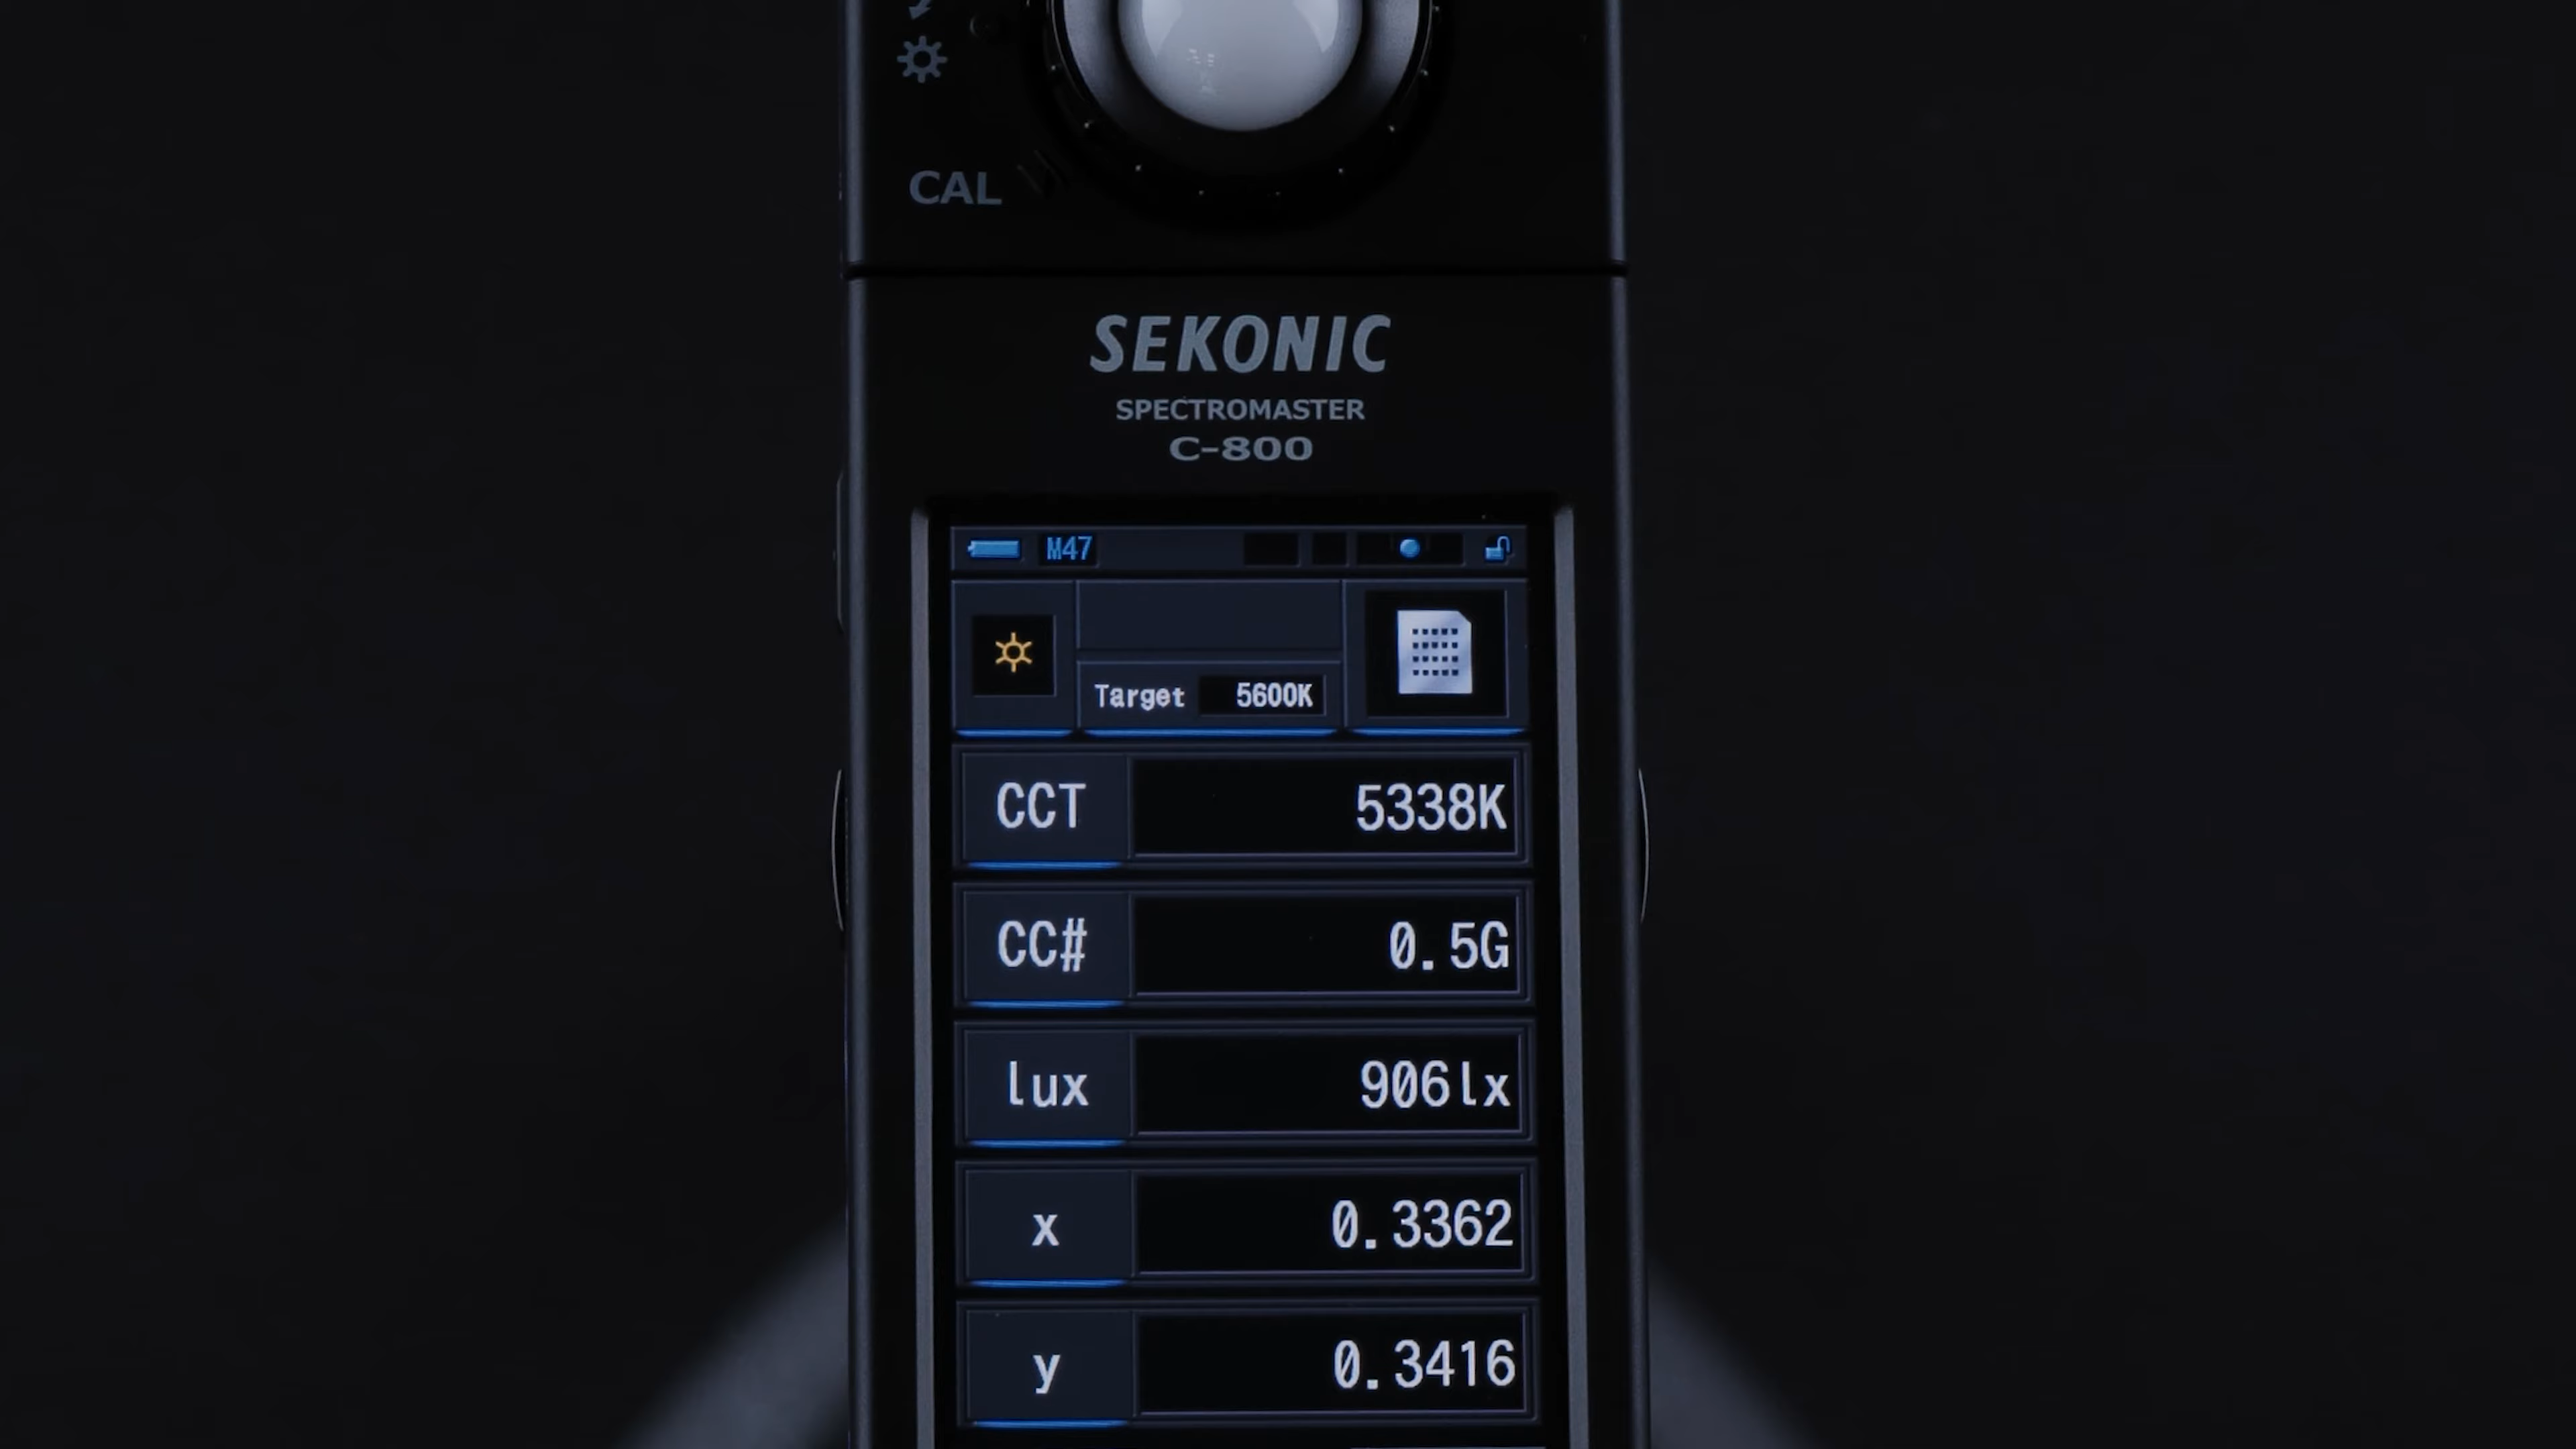 CAL
SEKONIC
SPECTROMASTER
C-800
M47
Target 5600K
CCT 5338K
CC# 0.5G
lux 906lx
x 0.3362
y 0.3416